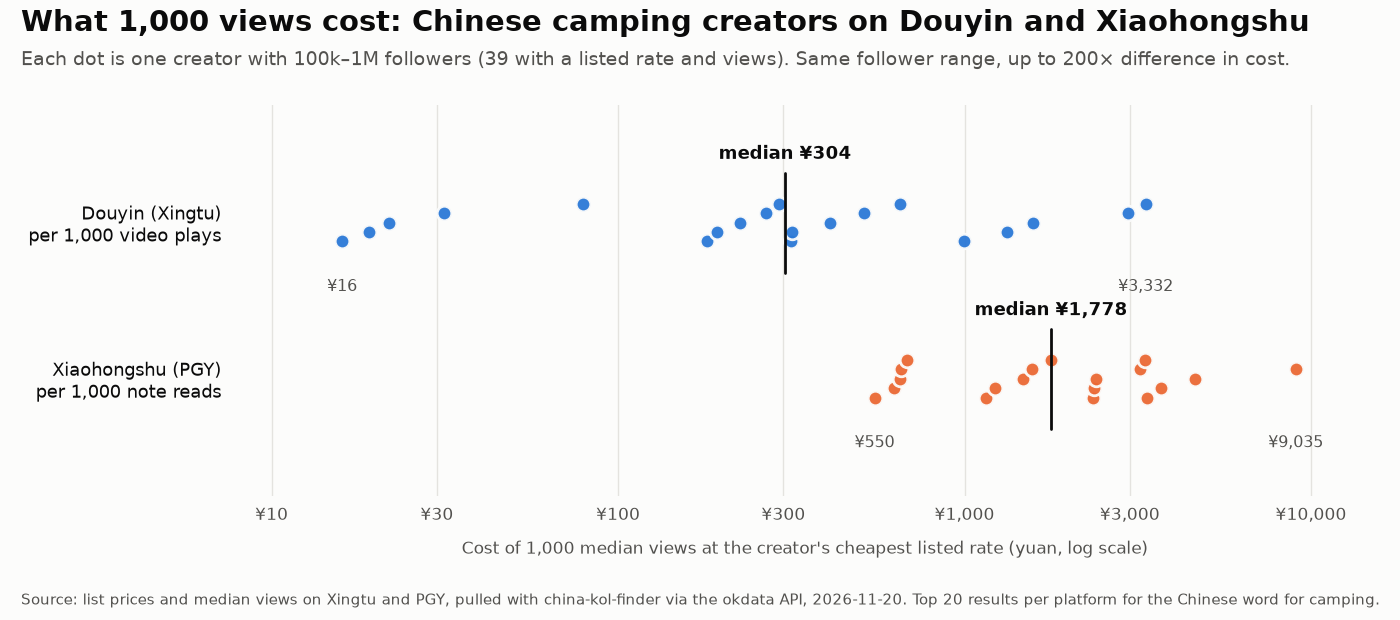 What 1,000 views cost: Chinese camping creators on Douyin and Xiaohongshu
Each dot is one creator with 100k–1M followers (39 with a listed rate and views). Same follower range, up to 200× difference in cost.
median ¥304
Douyin (Xingtu)
per 1,000 video plays
¥16
¥3,332
median ¥1,778
Xiaohongshu (PGY)
per 1,000 note reads
¥550
¥9,035
¥10
¥30
¥100
¥300
¥1,000
¥3,000
¥10,000
Cost of 1,000 median views at the creator's cheapest listed rate (yuan, log scale)
Source: list prices and median views on Xingtu and PGY, pulled with china-kol-finder via the okdata API, 2026-11-20. Top 20 results per platform for the Chinese word for camping.